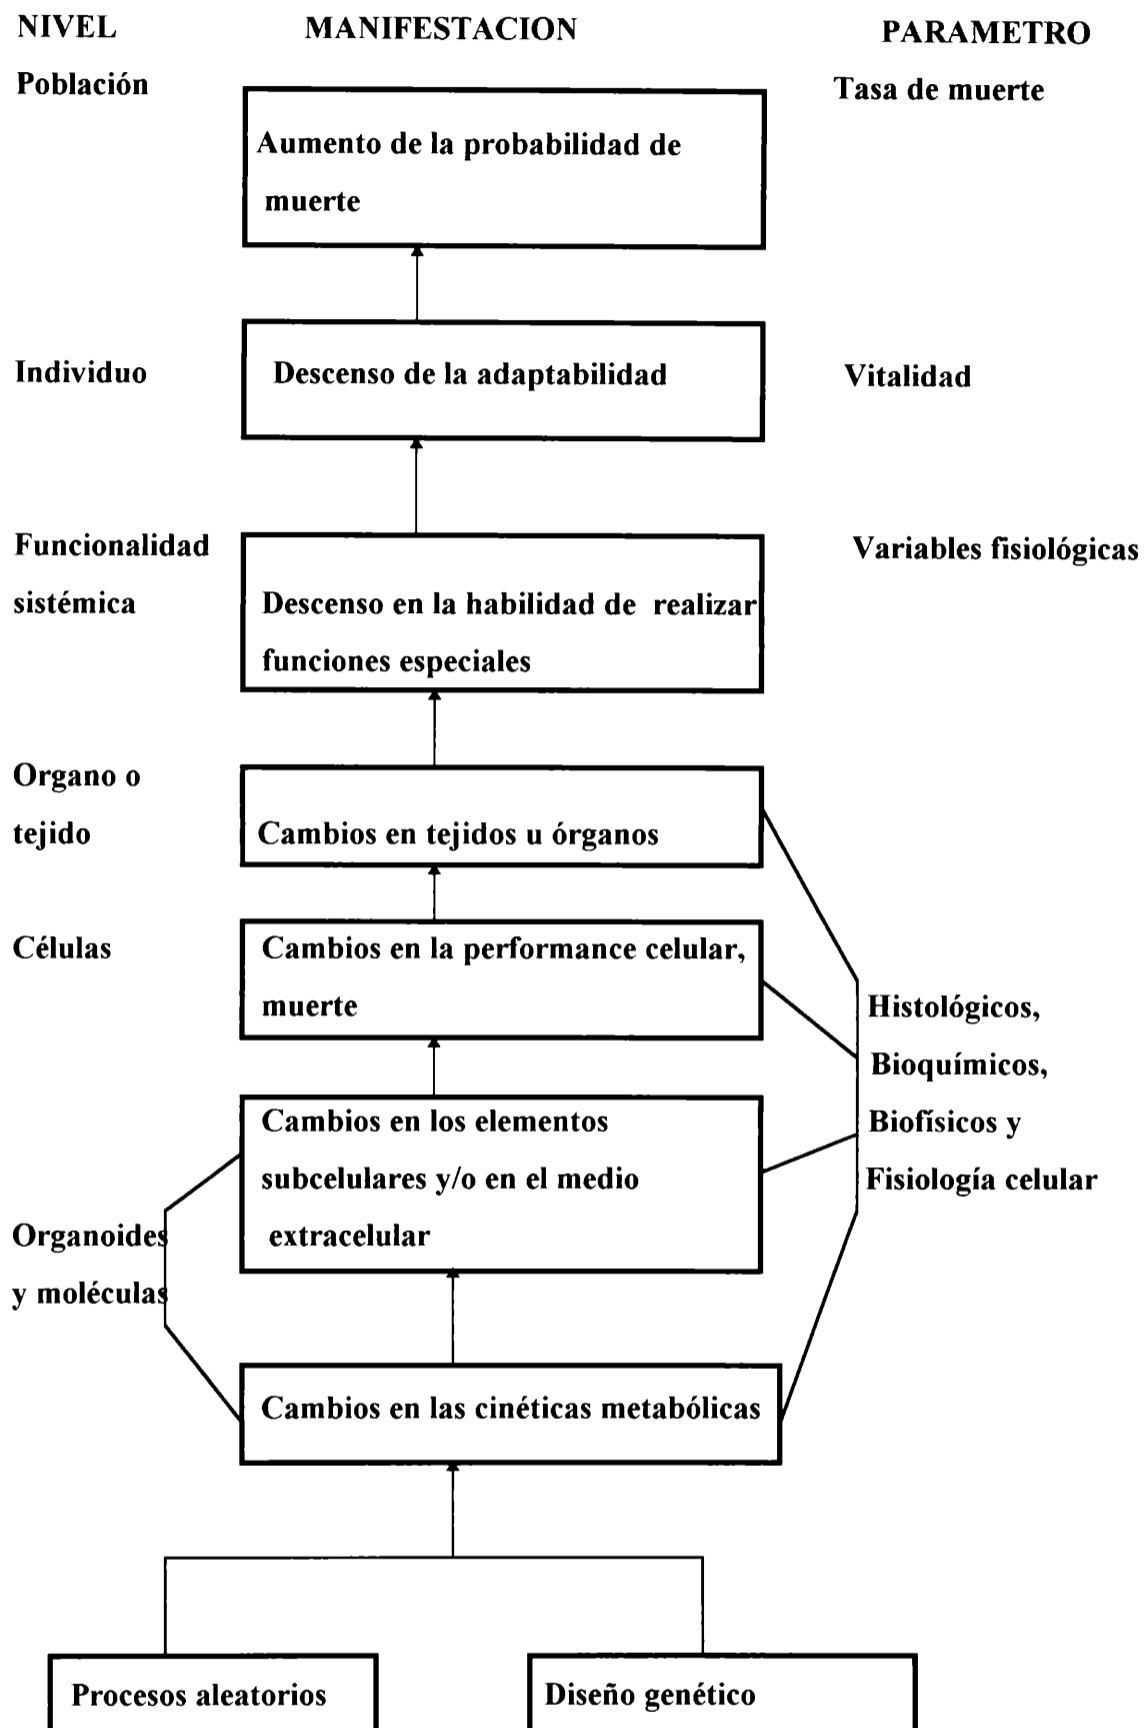 NIVEL MANIFESTACION PARAMETRO
Población
Tasa de muerte
Aumento de la probabilidad de
muerte
Individuo
Descenso de la adaptabilidad
Vitalidad
Funcionalidad
sistémica
Variables fisiológicas
Descenso en la habilidad de realizar
funciones especiales
Organo o
tejido
Cambios en tejidos u órganos
Células
Cambios en la performance celular,
muerte
Histológicos,
Bioquímicos,
Biofísicos y
Fisiología celular
Cambios en los elementos
subcelulares y/o en el medio
extracelular
Organoides
y moléculas
Cambios en las cinéticas metabólicas
Procesos aleatorios
Diseño genético